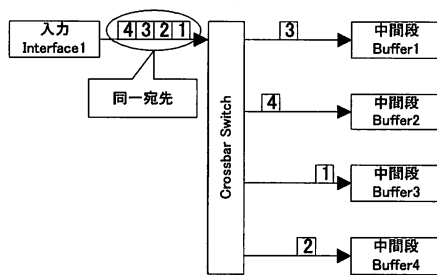 入力
Interface1
4 3 2 1
同一宛先
Crossbar Switch
3
中間段
Buffer1
4
中間段
Buffer2
1
中間段
Buffer3
2
中間段
Buffer4